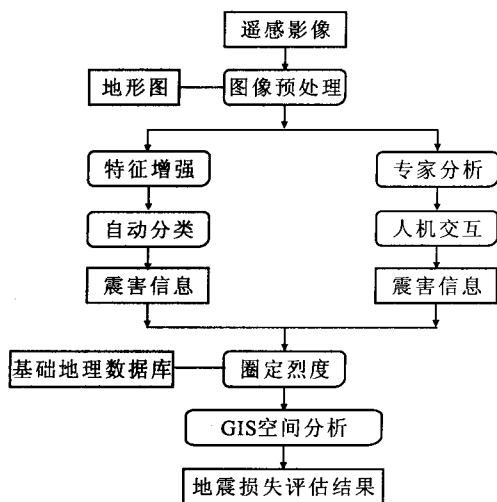 遥感影像
地形图
图像预处理
特征增强
专家分析
自动分类
人机交互
震害信息
震害信息
基础地理数据库
圈定烈度
GIS空间分析
地震损失评估结果